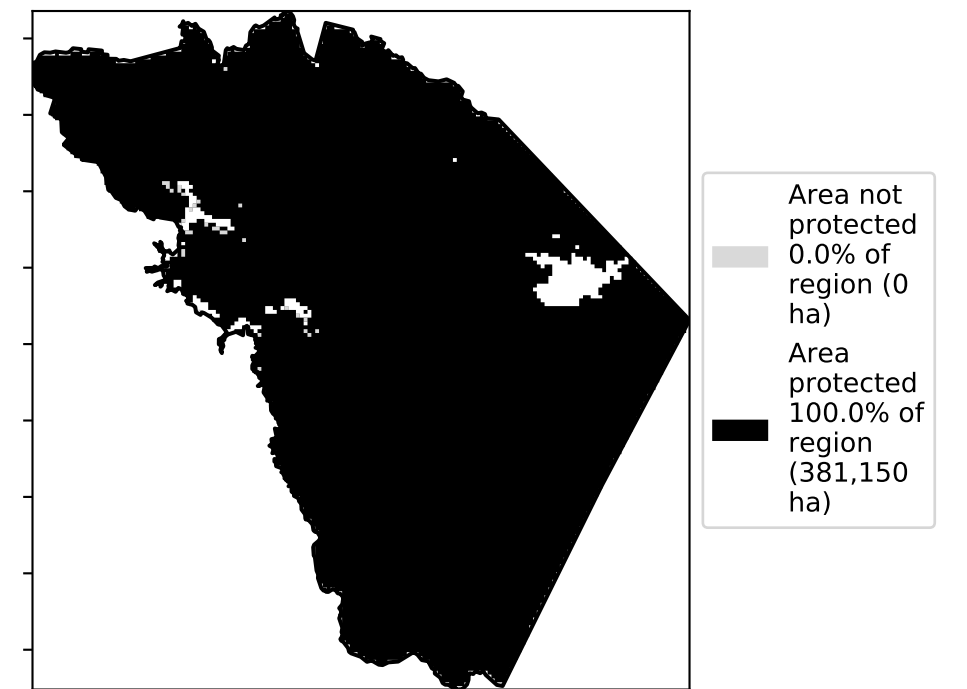 Area not
protected
0.0% of
region (0
ha)
Area
protected
100.0% of
region
(381,150
ha)